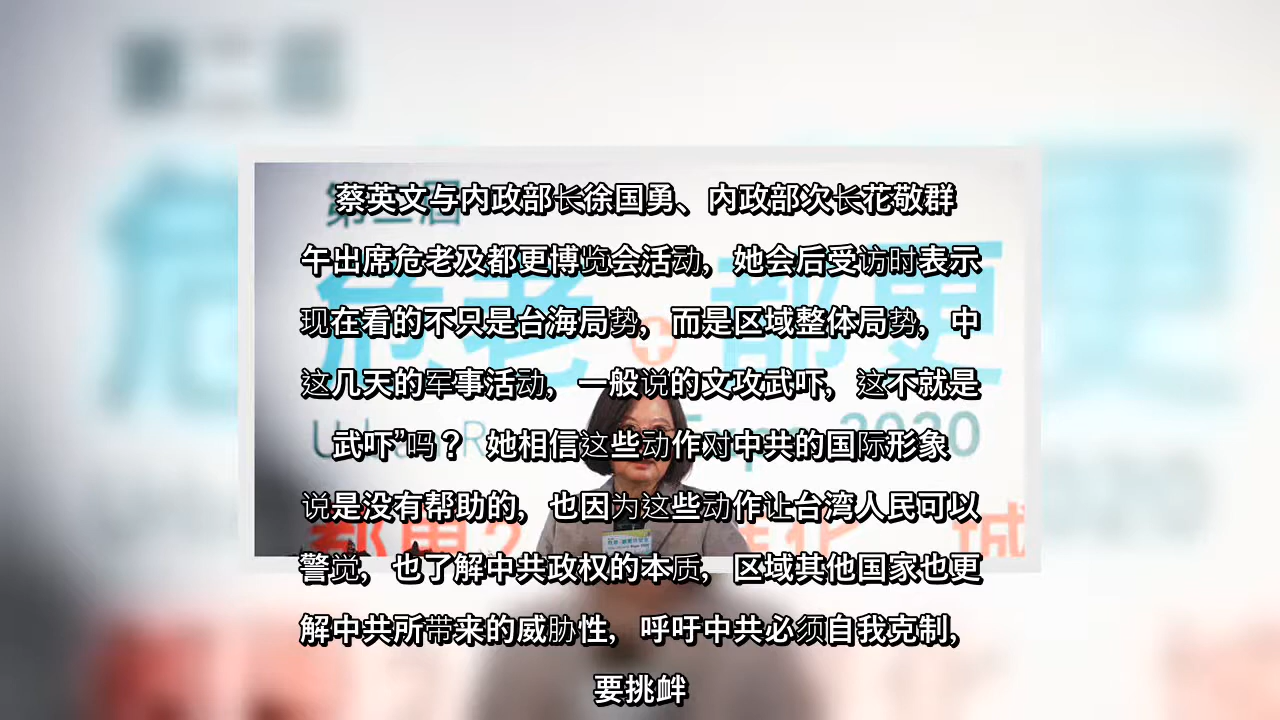 第二届
蔡英文与内政部长徐国勇、内政部次长花敬群
午出席危老及都更博览会活动，她会后受访时表示
现在看的不只是台海局势，而是区域整体局势，中
这几天的军事活动，一般说的文攻武吓，这不就是
武吓”吗？ 她相信这些动作对中共的国际形象
说是没有帮助的，也因为这些动作让台湾人民可以
警觉，也了解中共政权的本质，区域其他国家也更
解中共所带来的威胁性，呼吁中共必须自我克制，
要挑衅
危老+都更
2020